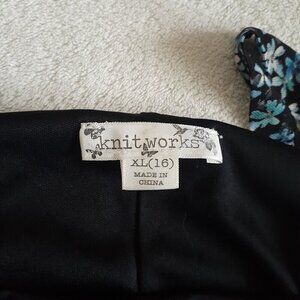 knit works
XL(16)
MADE IN
CHINA